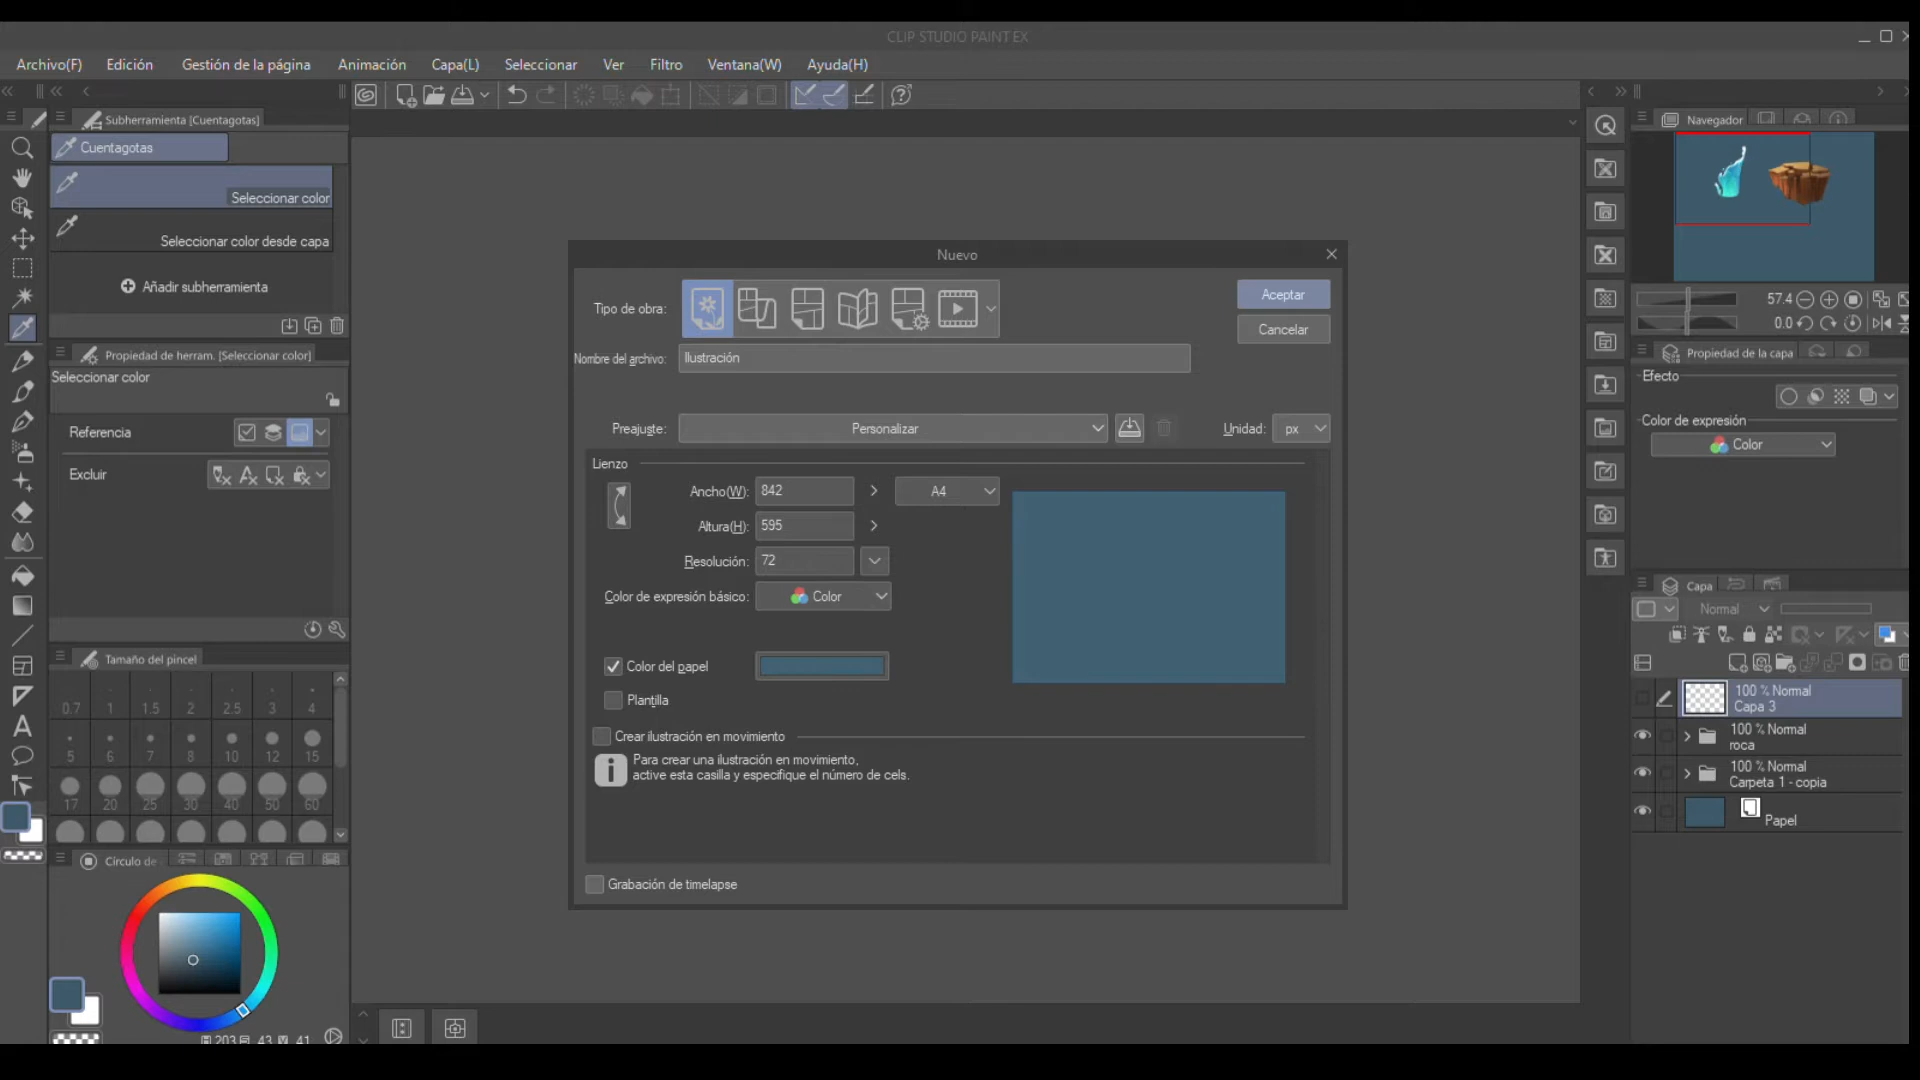 CLIP STUDIO PAINT EX
Archivo(F) Edición Gestión de la página Animación Capa(L) Seleccionar Ver Filtro Ventana(W) Ayuda(H)
Subherramienta [Cuentagotas]
Cuentagotas
Seleccionar color
Seleccionar color desde capa
Añadir subherramienta
Propiedad de herram. [Seleccionar color]
Seleccionar color
Referencia
Excluir
Tamaño del pincel
0.7 1 1.5 2 2.5 3 4
5 6 7 8 10 12 15
17 20 25 30 40 50 60
Círculo de
203 43 41
Nuevo
Tipo de obra:
Aceptar
Cancelar
Nombre del archivo: Ilustración
Preajuste: Personalizar
Unidad: px
Lienzo
Ancho(W): 842 A4
Altura(H): 595
Resolución: 72
Color de expresión básico: Color
Color del papel
Plantilla
Crear ilustración en movimiento
Para crear una ilustración en movimiento,
active esta casilla y especifique el número de cels.
Grabación de timelapse
Navegador
57.4
0.0
Propiedad de la capa
Efecto
Color de expresión
Color
Capa
Normal
100 % Normal
Capa 3
100 % Normal
roca
100 % Normal
Carpeta 1 - copia
Papel